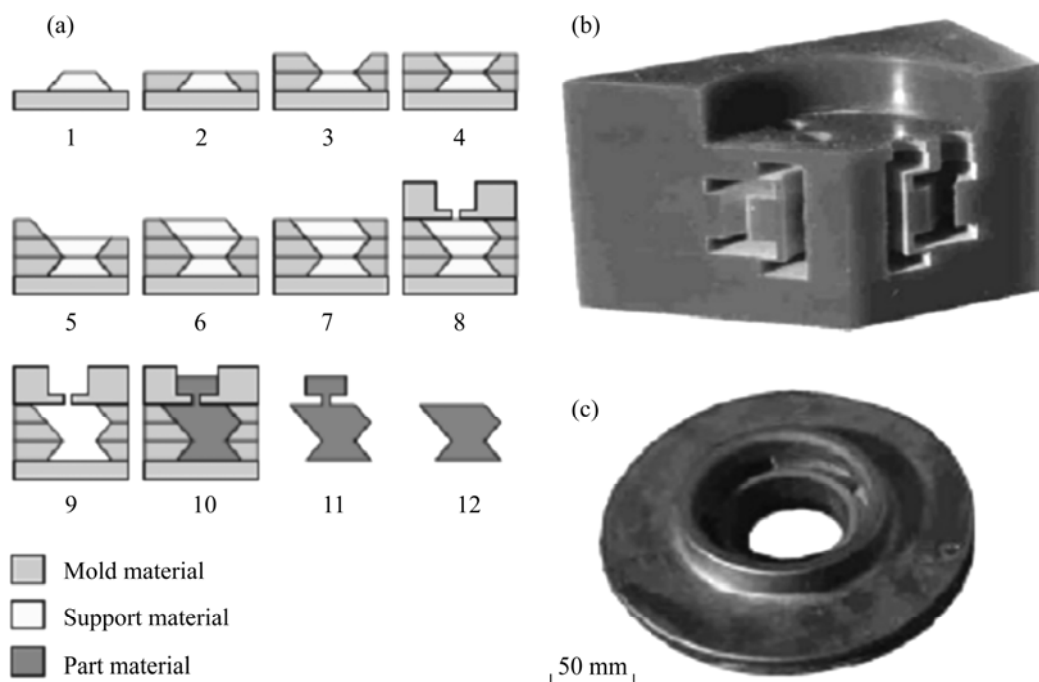 (a)
1 2 3 4
5 6 7 8
9 10 11 12
Mold material
Support material
Part material
(b)
(c)
50 mm